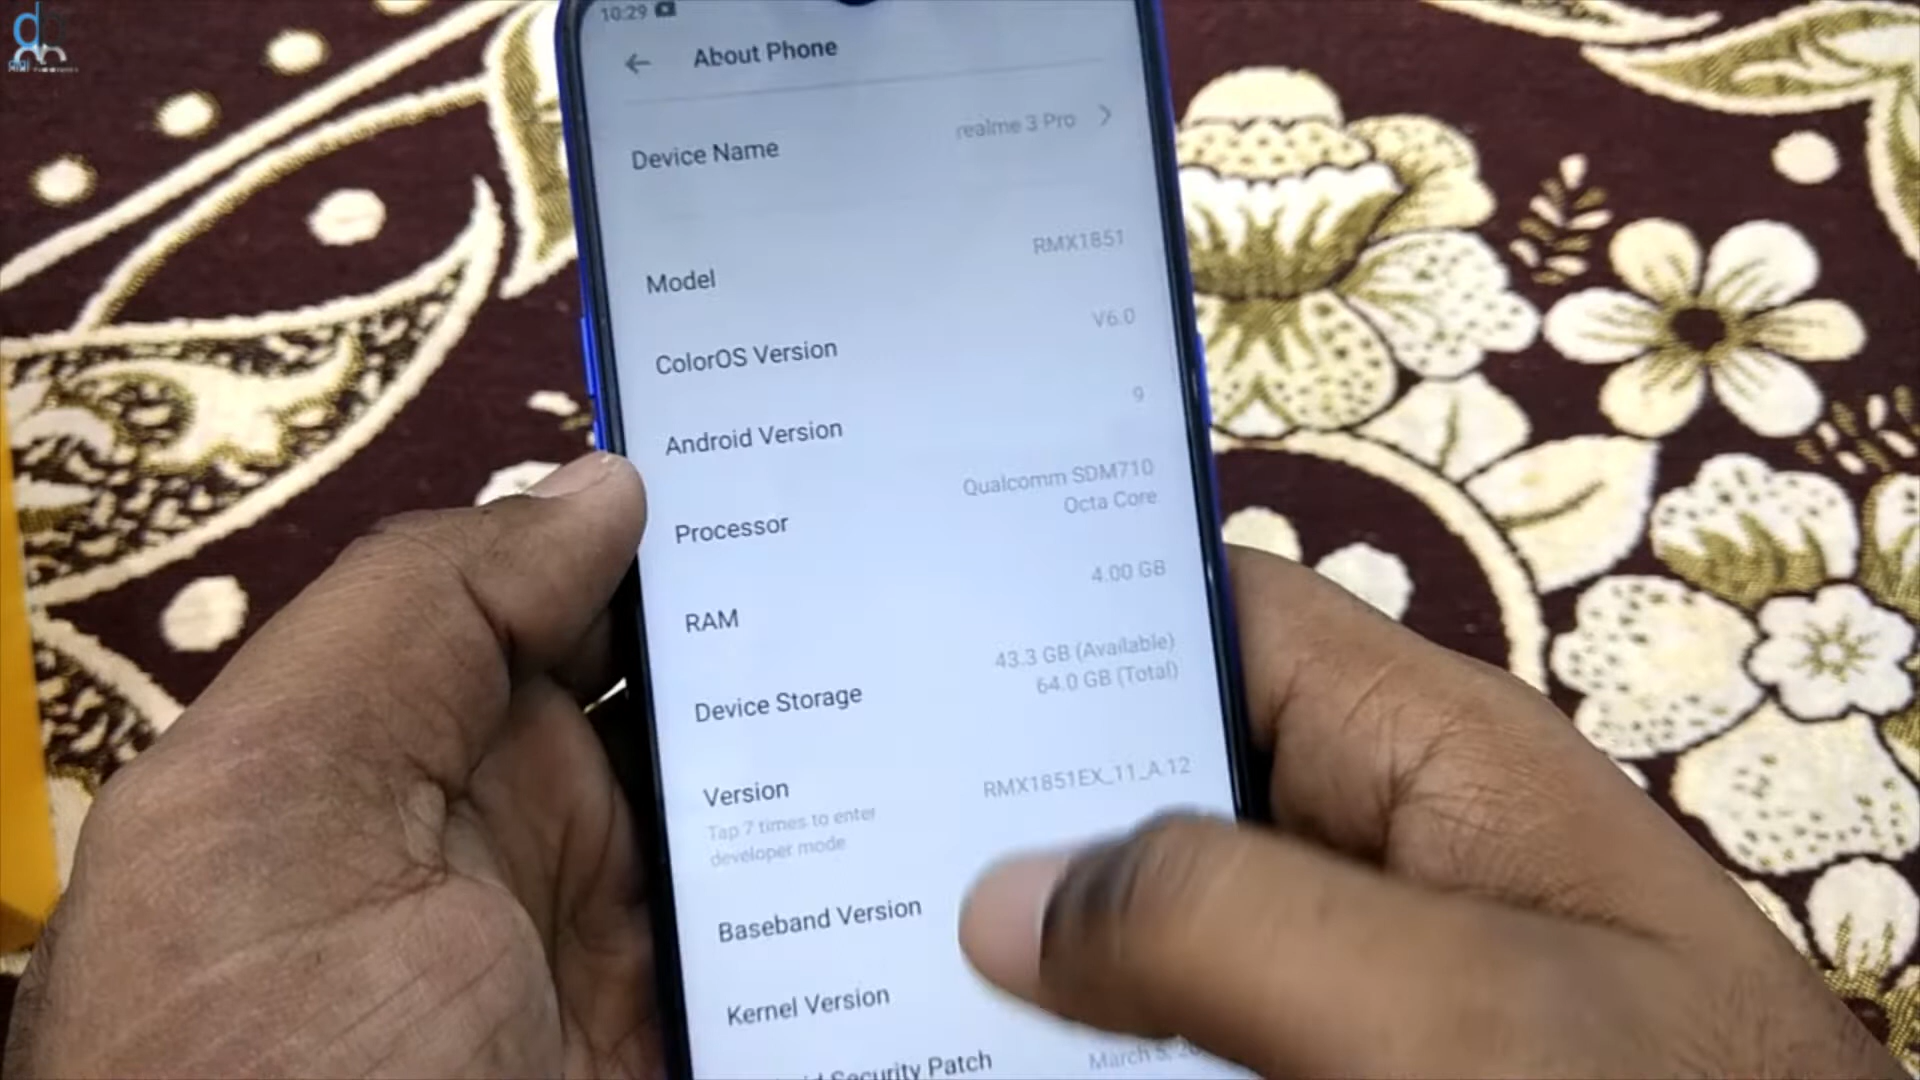 10:29
About Phone
Device Name
realme 3 Pro
Model
RMX1851
ColorOS Version
V6.0
Android Version
9
Processor
Qualcomm SDM710
Octa Core
RAM
4.00 GB
Device Storage
43.3 GB (Available)
64.0 GB (Total)
Version
RMX1851EX_11_A.12
Tap 7 times to enter
developer mode
Baseband Version
Kernel Version
Security Patch
March 5,